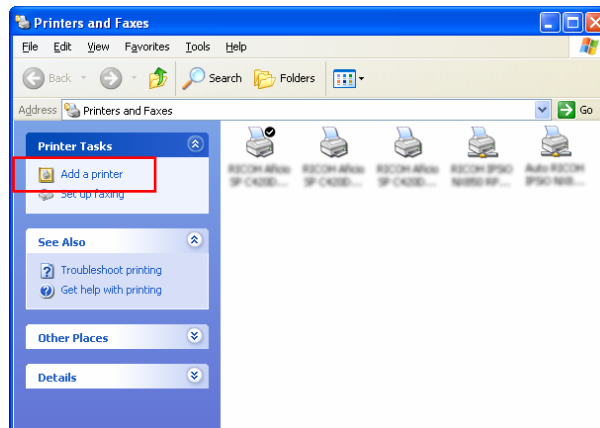 Printers and Faxes
File Edit View Favorites Tools Help
Back Search Folders
Address Printers and Faxes Go
Printer Tasks
Add a printer
Set up faxing
See Also
Troubleshoot printing
Get help with printing
Other Places
Details